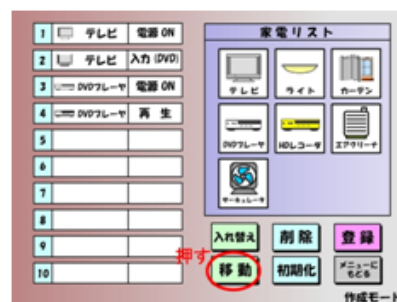 1 テレビ 電源 ON
2 テレビ 入力 (DVD)
3 DVDプレーヤ 電源 ON
4 DVDプレーヤ 再 生
5
6
7
8
9
10
家電リスト
テレビ ライト カーテン
DVDプレーヤ HDレコーダ エアクリーナ
サーキュレータ
入れ替え 削除 登録
押す
移動 初期化 メニューに
もどる
作成モード